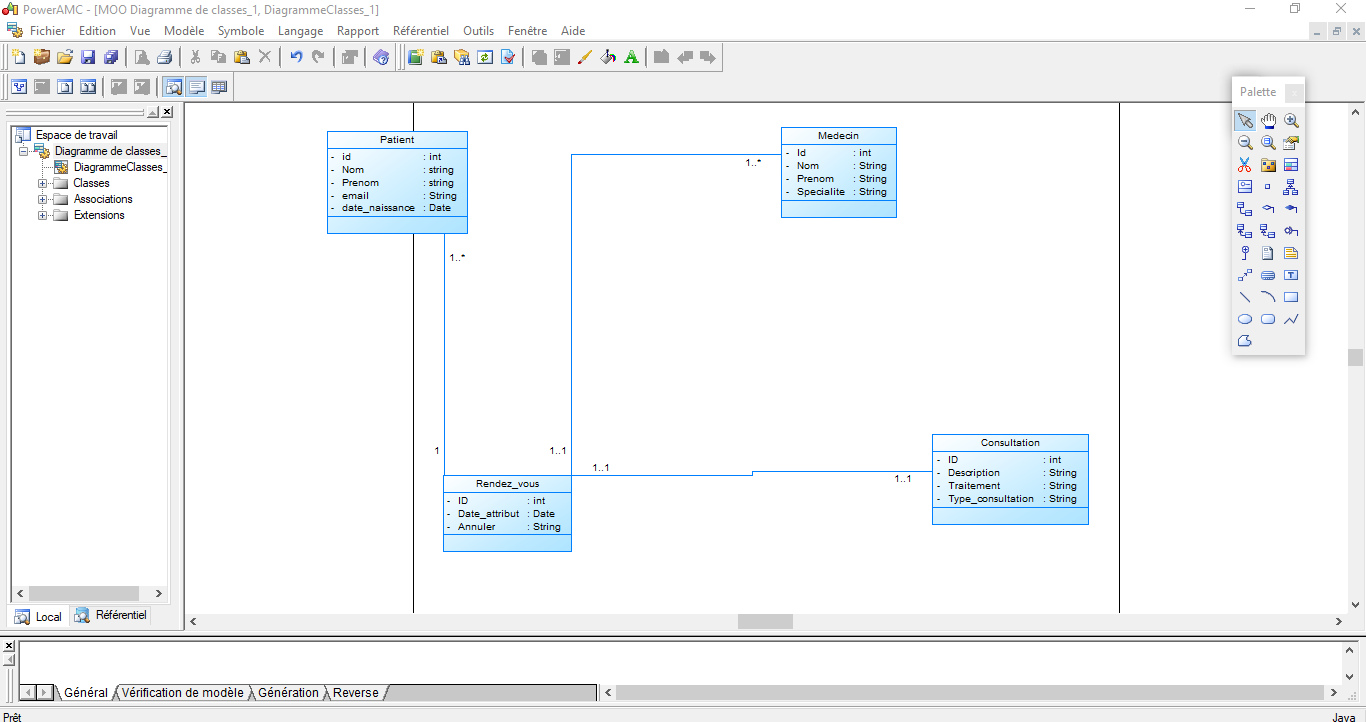 PowerAMC - [MOO Diagramme de classes_1, DiagrammeClasses_1]
Fichier Edition Vue Modèle Symbole Langage Rapport Référentiel Outils Fenêtre Aide
Palette
Espace de travail
Diagramme de classes_
DiagrammeClasses_
Classes
Associations
Extensions
Local Référentiel
Patient
- id : int
- Nom : string
- Prenom : string
- email : String
- date_naissance : Date
1..*
1
Medecin
- Id : int
- Nom : String
- Prenom : String
- Specialite : String
1..*
1..1
1..1
1..1
Rendez_vous
- ID : int
- Date_attribut : Date
- Annuler : String
Consultation
- ID : int
- Description : String
- Traitement : String
- Type_consultation : String
Général Vérification de modèle Génération Reverse
Prêt Java